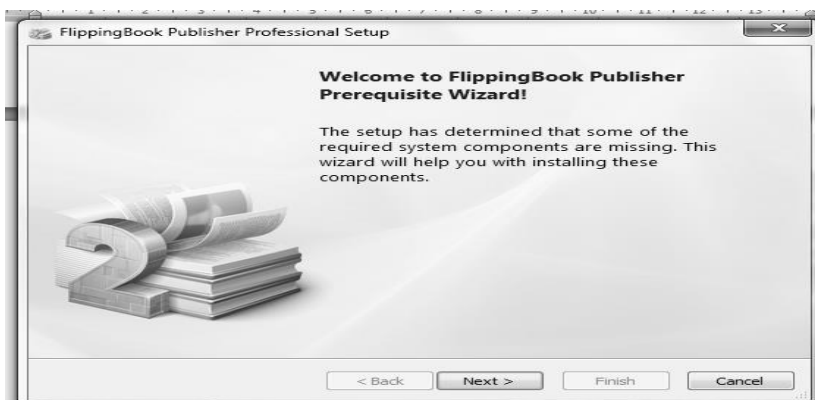 FlippingBook Publisher Professional Setup
Welcome to FlippingBook Publisher
Prerequisite Wizard!
The setup has determined that some of the
required system components are missing. This
wizard will help you with installing these
components.
2
< Back Next > Finish Cancel